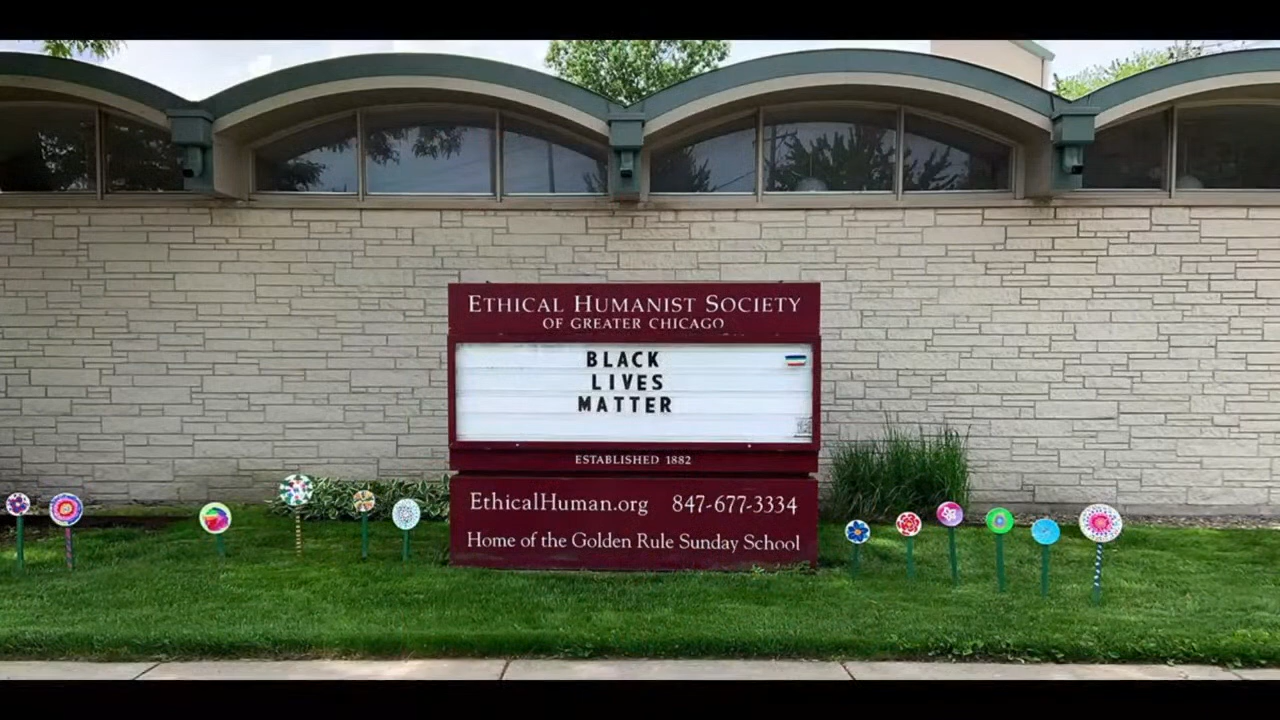 ETHICAL HUMANIST SOCIETY
OF GREATER CHICAGO
BLACK
LIVES
MATTER
ESTABLISHED 1882
EthicalHuman.org 847-677-3334
Home of the Golden Rule Sunday School